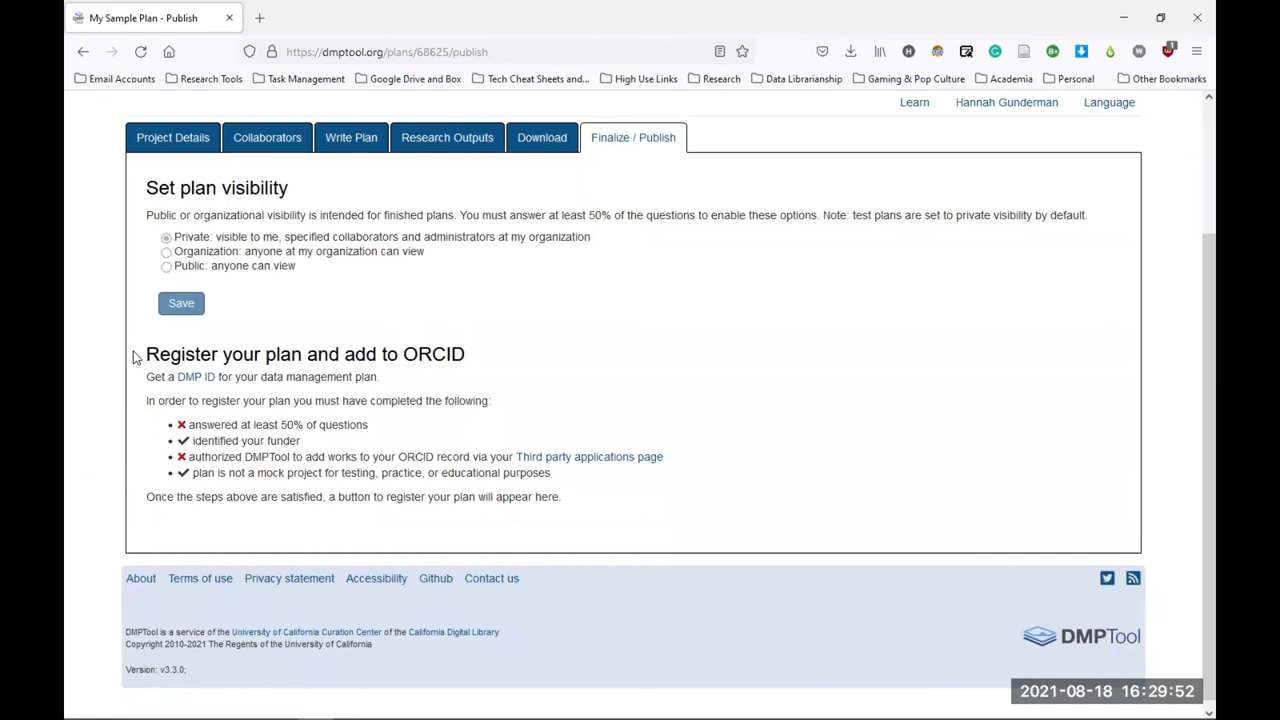 My Sample Plan - Publish
https://dmptool.org/plans/68625/publish
Email Accounts Research Tools Task Management Google Drive and Box Tech Cheat Sheets and... High Use Links Research Data Librarianship Gaming & Pop Culture Academia Personal Other Bookmarks
Learn Hannah Gunderman Language
Project Details Collaborators Write Plan Research Outputs Download Finalize / Publish
Set plan visibility
Public or organizational visibility is intended for finished plans. You must answer at least 50% of the questions to enable these options. Note: test plans are set to private visibility by default.
Private: visible to me, specified collaborators and administrators at my organization
Organization: anyone at my organization can view
Public: anyone can view
Save
Register your plan and add to ORCID
Get a DMP ID for your data management plan.
In order to register your plan you must have completed the following:
answered at least 50% of questions
identified your funder
authorized DMPTool to add works to your ORCID record via your Third party applications page
plan is not a mock project for testing, practice, or educational purposes
Once the steps above are satisfied, a button to register your plan will appear here.
About Terms of use Privacy statement Accessibility Github Contact us
DMPTool is a service of the University of California Curation Center of the California Digital Library
Copyright 2010-2021 The Regents of the University of California
DMPTool
Version: v3.3.0;
2021-08-18 16:29:52